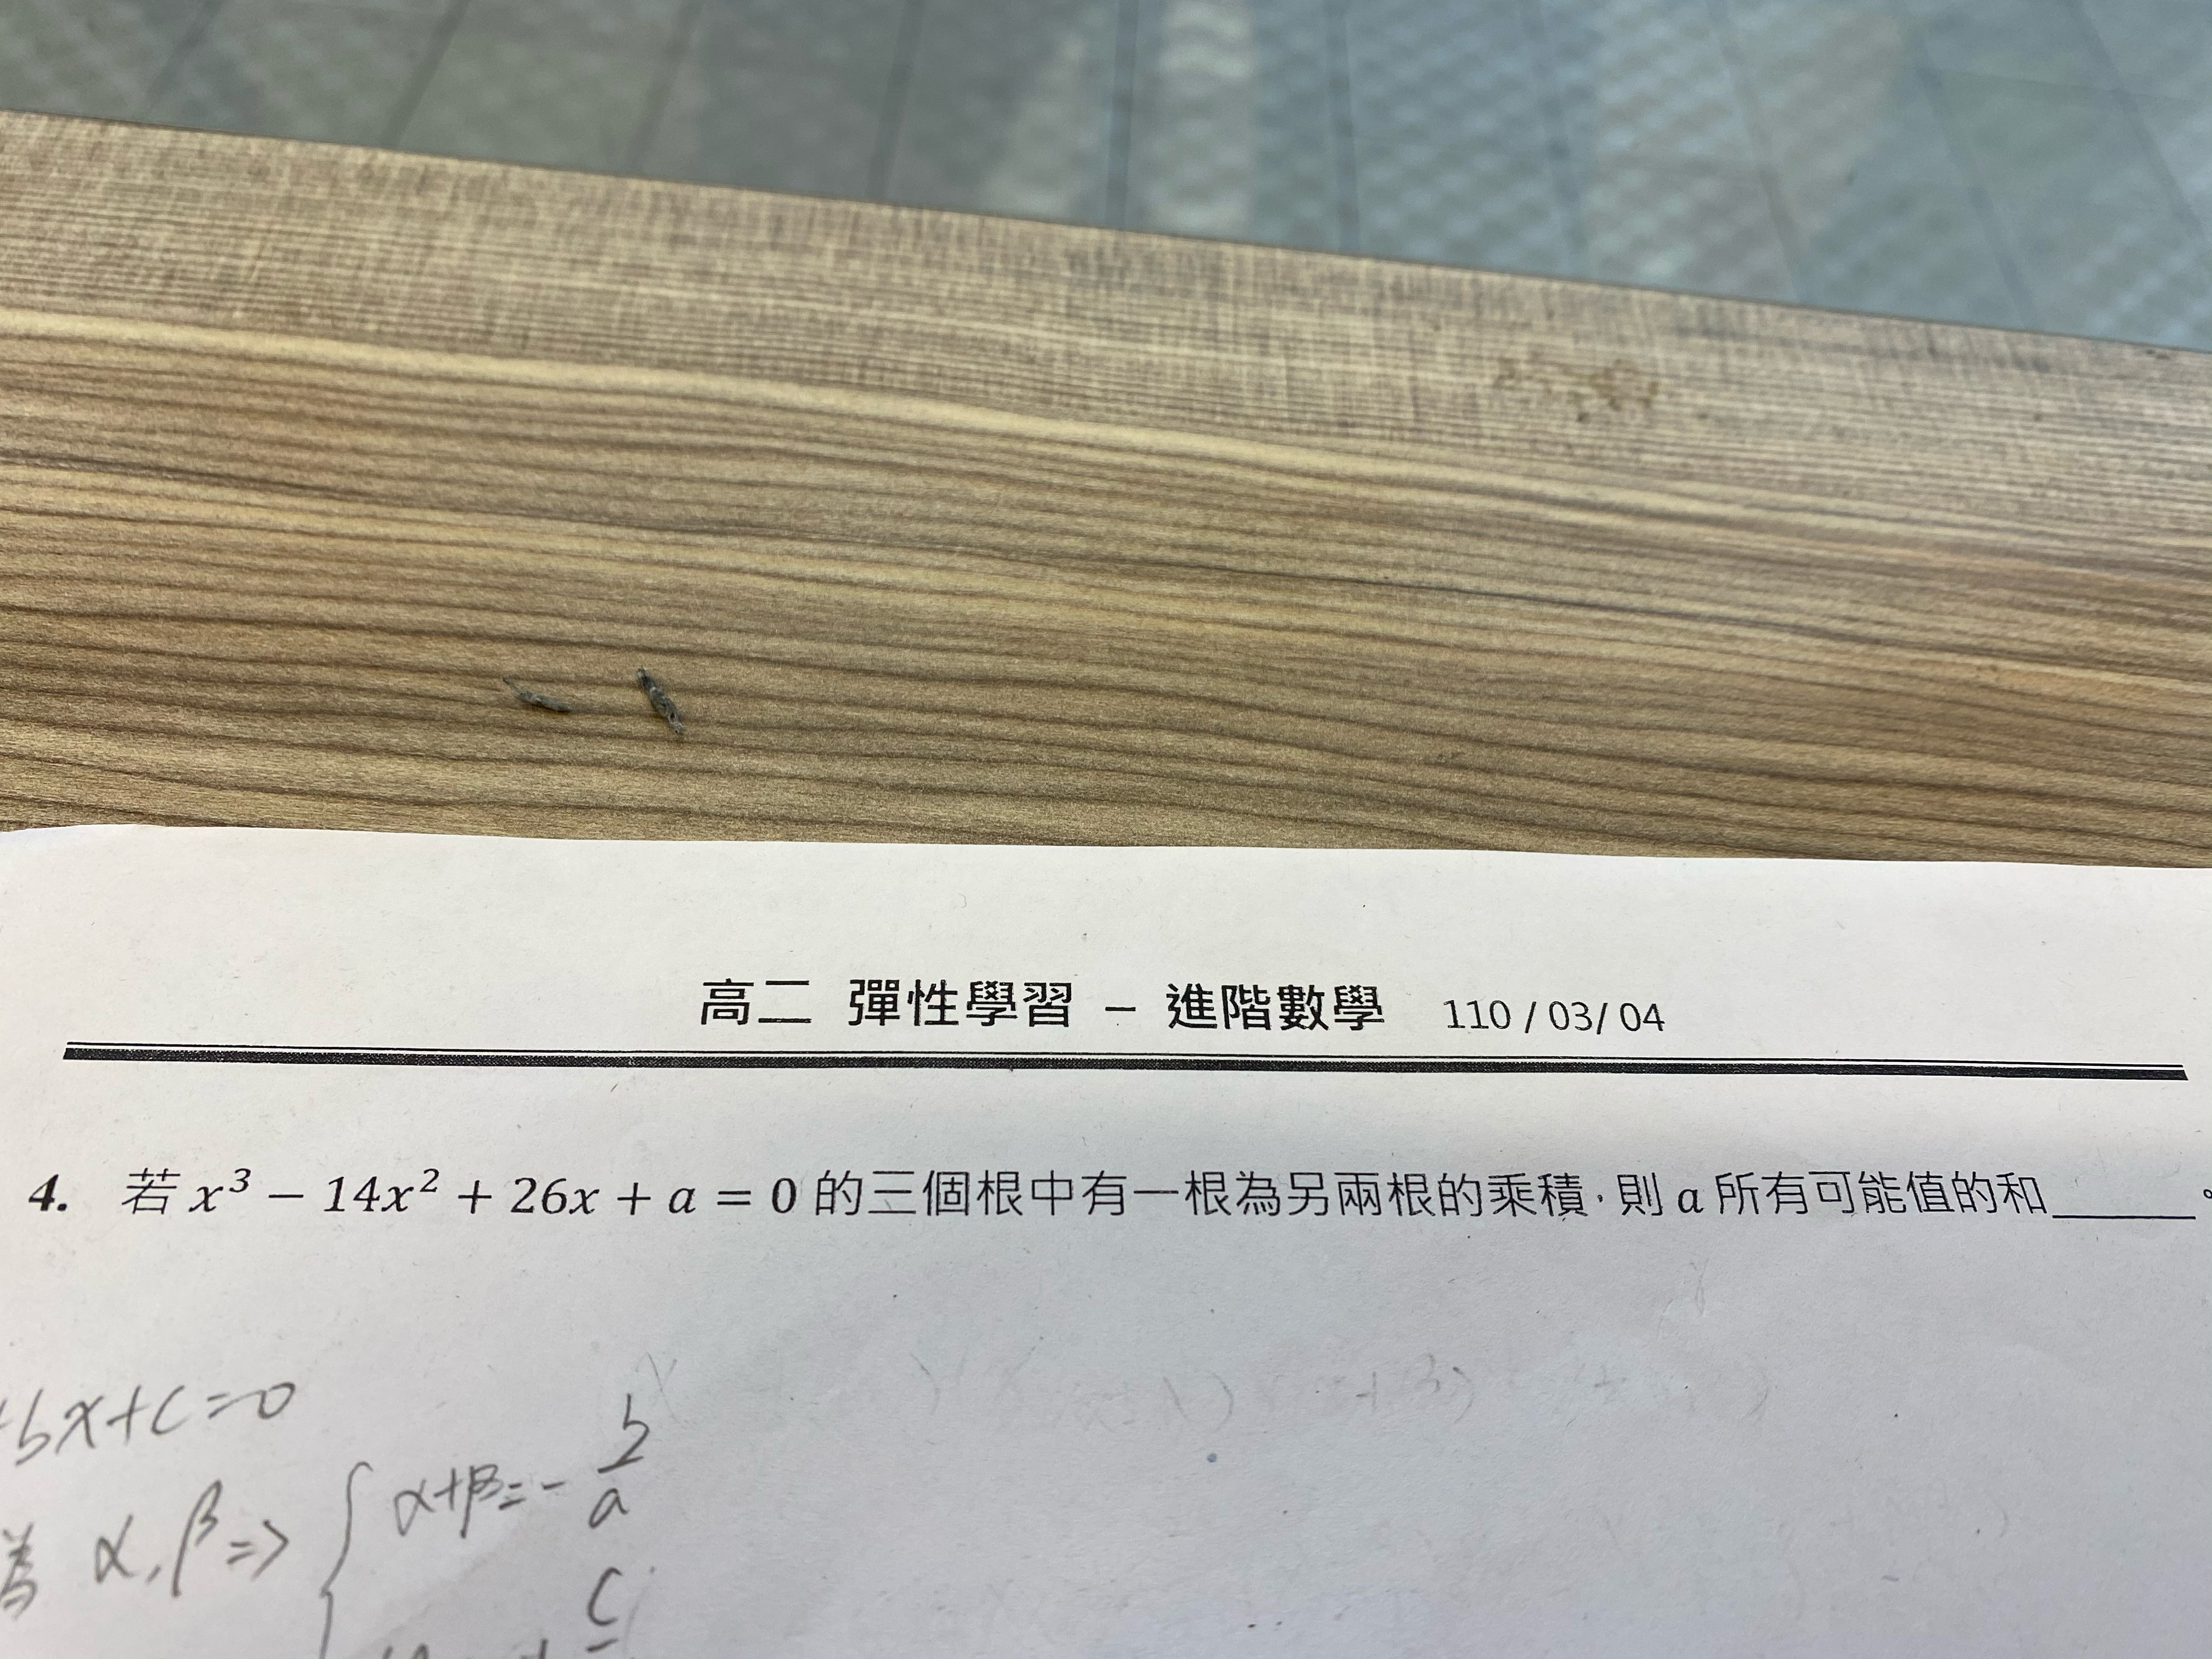 高二 彈性學習 － 進階數學 110 / 03/ 04
4. 若 x³ − 14x² + 26x + a = 0 的三個根中有一根為另兩根的乘積，則 a 所有可能值的和_____。
+bx+c=0
為 α,β => { α+β=- b/a
c